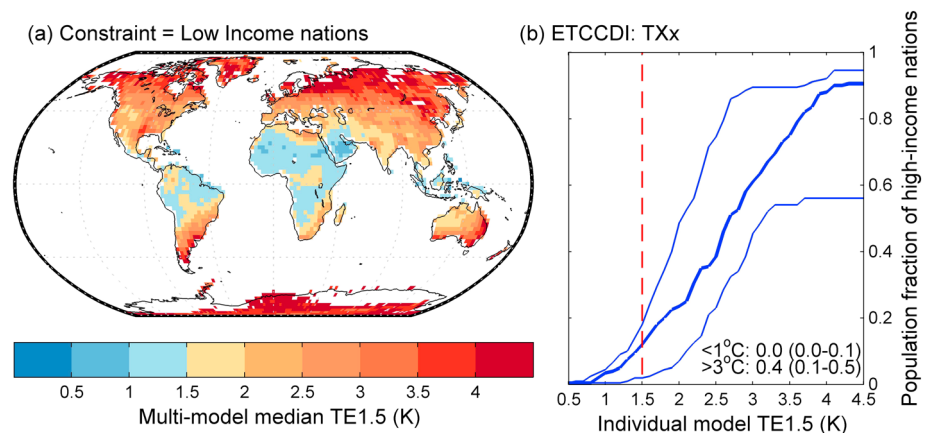 (a) Constraint = Low Income nations
0.5 1 1.5 2 2.5 3 3.5 4
Multi-model median TE1.5 (K)
(b) ETCCDI: TXx
1
0.8
0.6
0.4
0.2
0
<1°C: 0.0 (0.0-0.1)
>3°C: 0.4 (0.1-0.5)
0.5 1 1.5 2 2.5 3 3.5 4 4.5
Individual model TE1.5 (K)
Population fraction of high-income nations